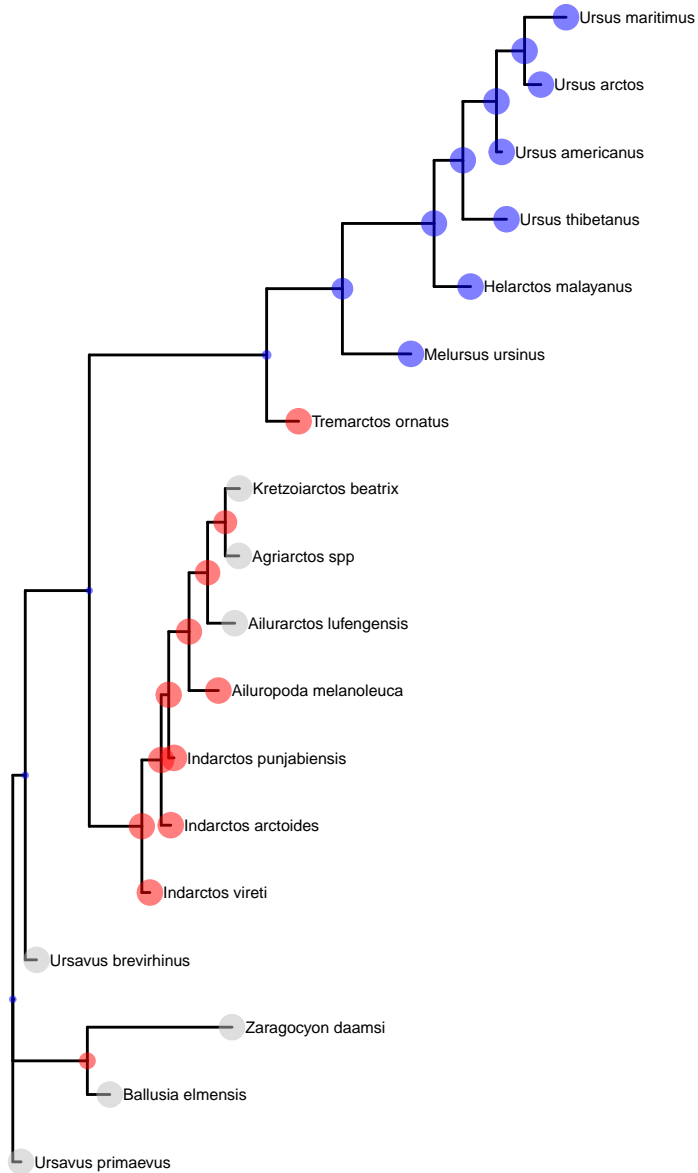 Ursus maritimus
Ursus arctos
Ursus americanus
Ursus thibetanus
Helarctos malayanus
Melursus ursinus
Tremarctos ornatus
Kretzoiarctos beatrix
Agriarctos spp
Ailurarctos lufengensis
Ailuropoda melanoleuca
Indarctos punjabiensis
Indarctos arctoides
Indarctos vireti
Ursavus brevirhinus
Zaragocyon daamsi
Ballusia elmensis
Ursavus primaevus